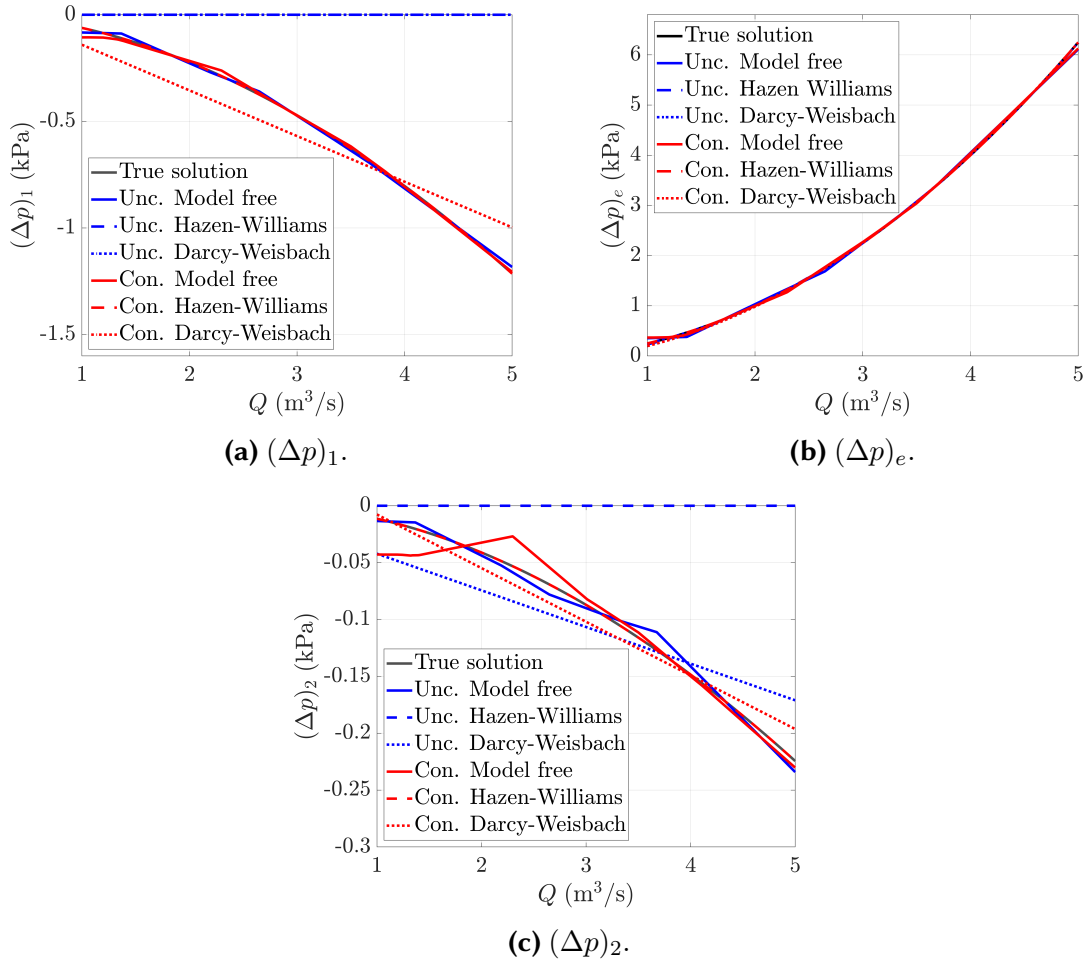 0
-0.5
-1
-1.5
(Δp)₁ (kPa)
True solution
Unc. Model free
Unc. Hazen-Williams
Unc. Darcy-Weisbach
Con. Model free
Con. Hazen-Williams
Con. Darcy-Weisbach
1 2 3 4 5
Q (m³/s)
(a) (Δp)₁.
6
5
4
3
2
1
0
(Δp)ₑ (kPa)
True solution
Unc. Model free
Unc. Hazen Williams
Unc. Darcy-Weisbach
Con. Model free
Con. Hazen-Williams
Con. Darcy-Weisbach
1 2 3 4 5
Q (m³/s)
(b) (Δp)ₑ.
0
-0.05
-0.1
-0.15
-0.2
-0.25
-0.3
(Δp)₂ (kPa)
True solution
Unc. Model free
Unc. Hazen-Williams
Unc. Darcy-Weisbach
Con. Model free
Con. Hazen-Williams
Con. Darcy-Weisbach
1 2 3 4 5
Q (m³/s)
(c) (Δp)₂.